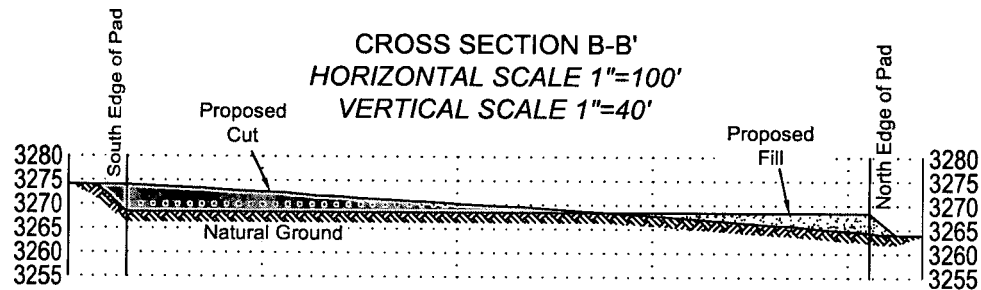 CROSS SECTION B-B'
HORIZONTAL SCALE 1"=100'
VERTICAL SCALE 1"=40'
South Edge of Pad
North Edge of Pad
Proposed
Cut
Proposed
Fill
Natural Ground
3280
3275
3270
3265
3260
3255
3280
3275
3270
3265
3260
3255